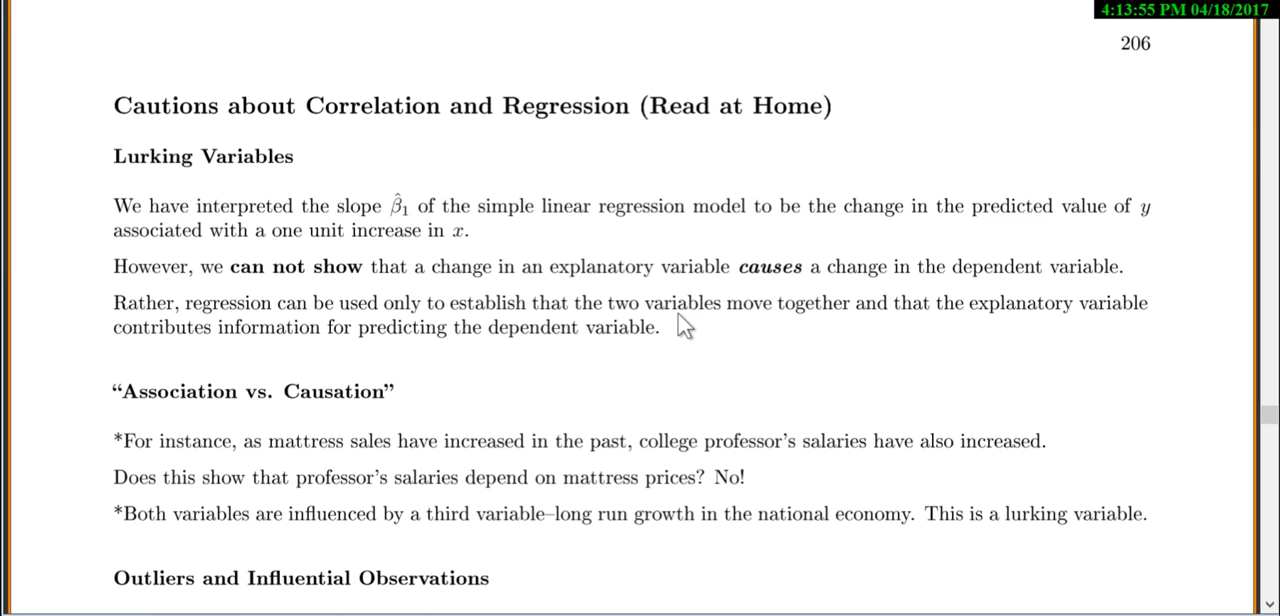 4:13:55 PM 04/18/2017
206
Cautions about Correlation and Regression (Read at Home)
Lurking Variables
We have interpreted the slope β̂₁ of the simple linear regression model to be the change in the predicted value of y
associated with a one unit increase in x.
However, we can not show that a change in an explanatory variable causes a change in the dependent variable.
Rather, regression can be used only to establish that the two variables move together and that the explanatory variable
contributes information for predicting the dependent variable.
“Association vs. Causation”
*For instance, as mattress sales have increased in the past, college professor’s salaries have also increased.
Does this show that professor’s salaries depend on mattress prices? No!
*Both variables are influenced by a third variable–long run growth in the national economy. This is a lurking variable.
Outliers and Influential Observations